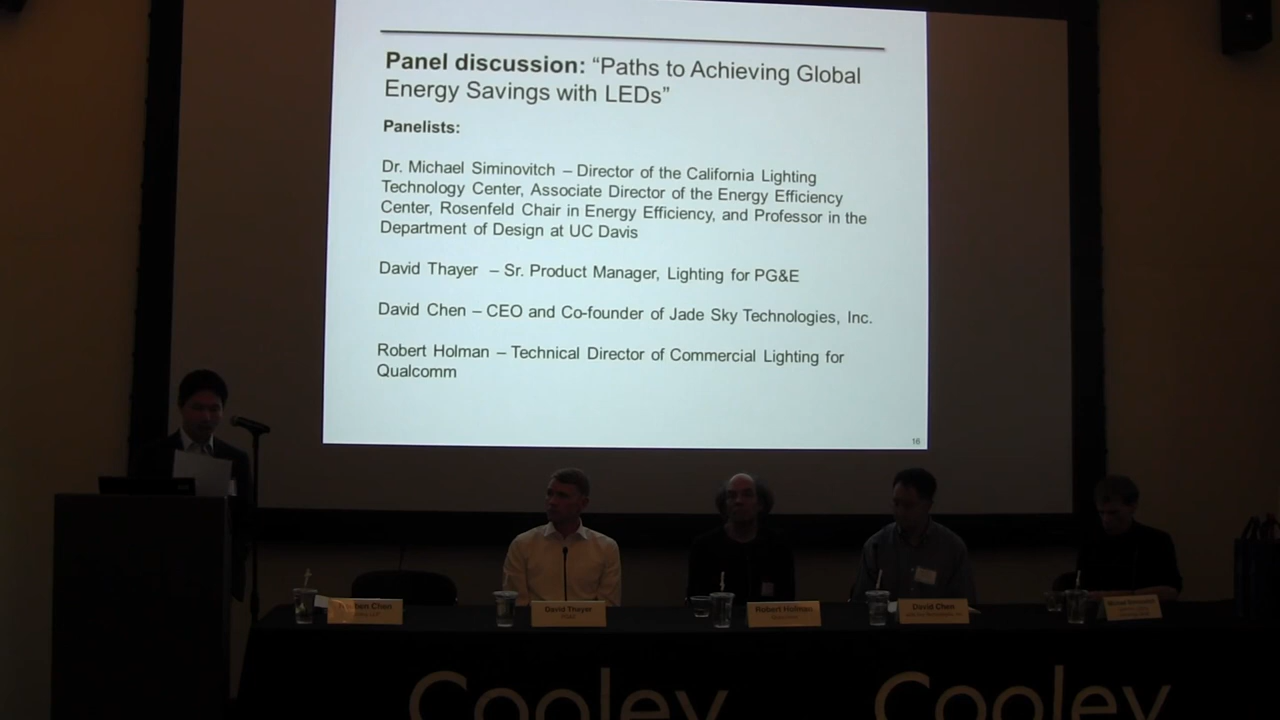 Panel discussion: “Paths to Achieving Global
Energy Savings with LEDs”
Panelists:
Dr. Michael Siminovitch – Director of the California Lighting
Technology Center, Associate Director of the Energy Efficiency
Center, Rosenfeld Chair in Energy Efficiency, and Professor in the
Department of Design at UC Davis
David Thayer – Sr. Product Manager, Lighting for PG&E
David Chen – CEO and Co-founder of Jade Sky Technologies, Inc.
Robert Holman – Technical Director of Commercial Lighting for
Qualcomm
16
Chen
David Thayer
PG&E
Robert Holman
David Chen
Cooley
Cooley